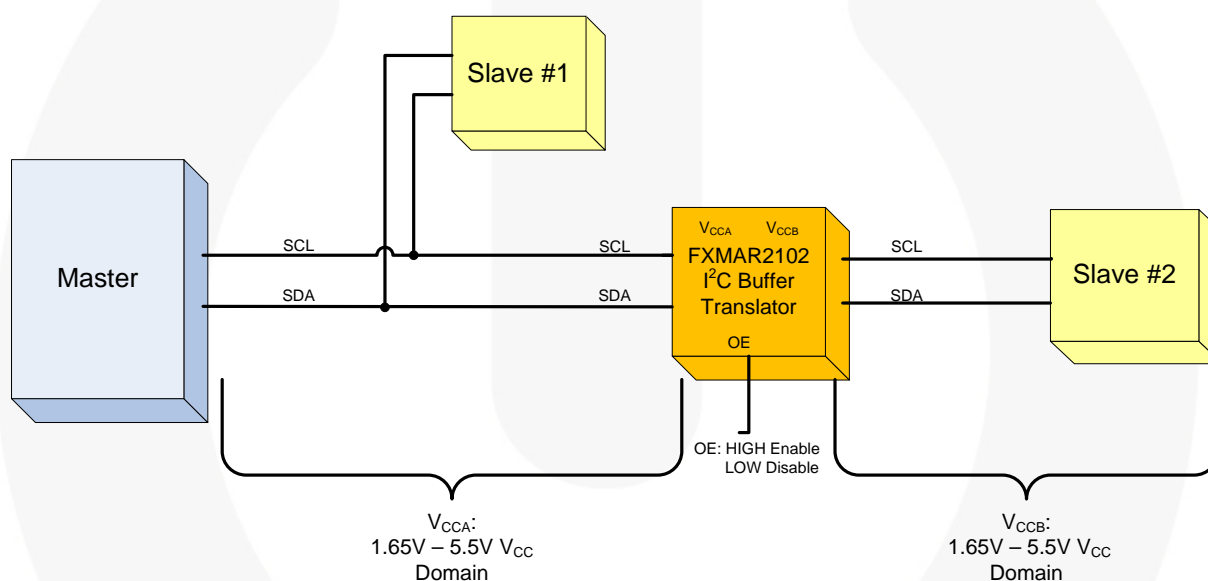 Slave #1
Master
SCL
SDA
SCL
SDA
VCCA VCCB
FXMAR2102
I²C Buffer
Translator
OE
SCL
SDA
Slave #2
OE: HIGH Enable
LOW Disable
VCCA:
1.65V – 5.5V VCC
Domain
VCCB:
1.65V – 5.5V VCC
Domain